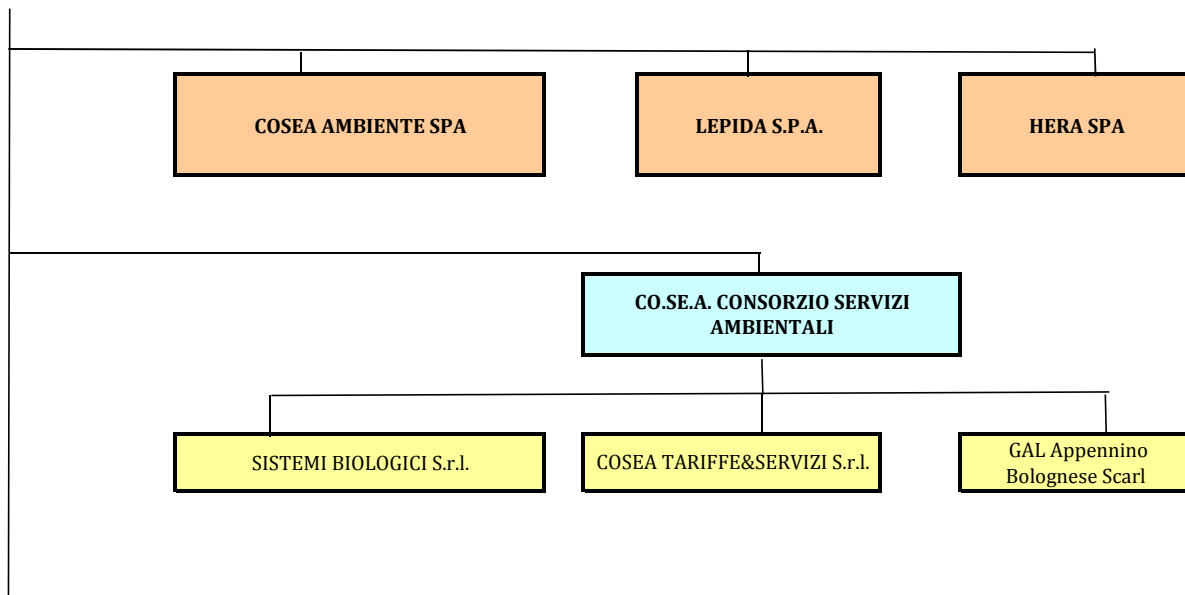 COSEA AMBIENTE SPA
LEPIDA S.P.A.
HERA SPA
CO.SE.A. CONSORZIO SERVIZI
AMBIENTALI
SISTEMI BIOLOGICI S.r.l.
COSEA TARIFFE&SERVIZI S.r.l.
GAL Appennino
Bolognese Scarl